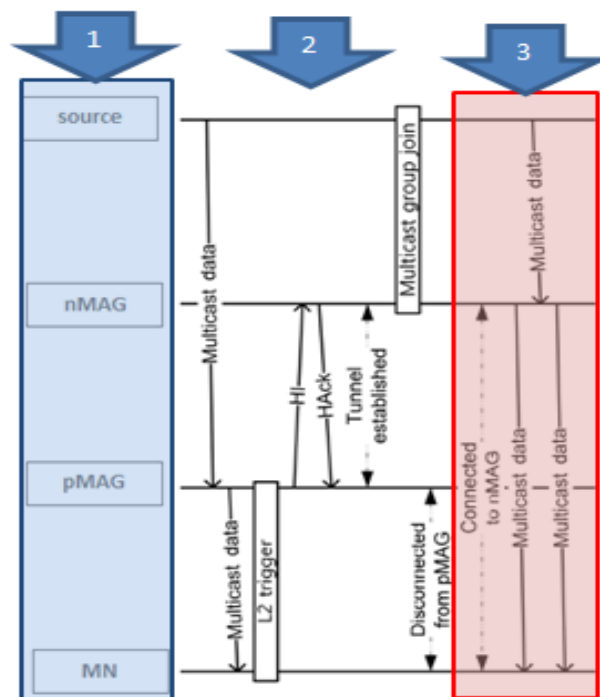 1
2
3
source
nMAG
pMAG
MN
Multicast data
Multicast data
L2 trigger
HI
HAck
Tunnel
established
Multicast group join
Disconnected
from pMAG
Multicast data
Connected
to nMAG
Multicast data
Multicast data